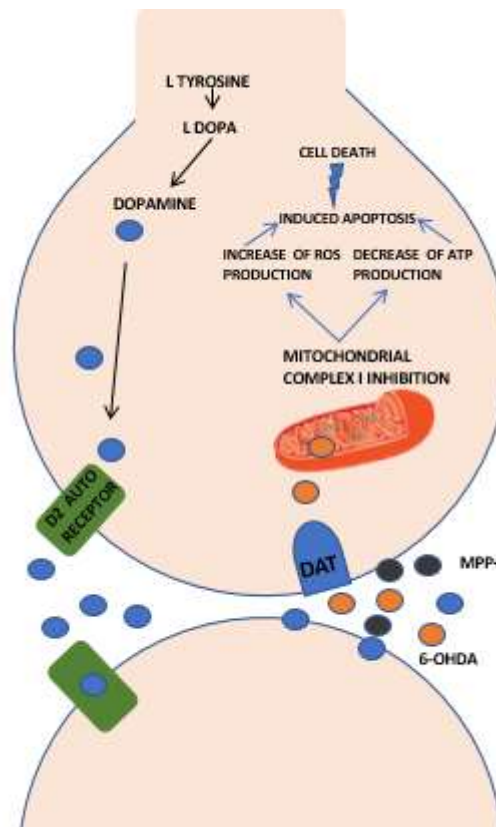 L TYROSINE
L DOPA
DOPAMINE
CELL DEATH
INDUCED APOPTOSIS
INCREASE OF ROS
PRODUCTION
DECREASE OF ATP
PRODUCTION
MITOCHONDRIAL
COMPLEX I INHIBITION
D2 AUTO
RECEPTOR
DAT
MPP-
6-OHDA